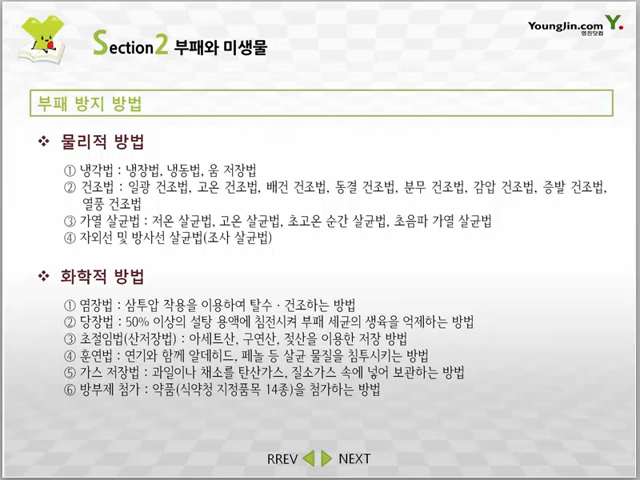 Section2 부패와 미생물
YoungJin.com Y.
영진닷컴
부패 방지 방법
❖ 물리적 방법
① 냉각법 : 냉장법, 냉동법, 움 저장법
② 건조법 : 일광 건조법, 고온 건조법, 배건 건조법, 동결 건조법, 분무 건조법, 감압 건조법, 증발 건조법,
열풍 건조법
③ 가열 살균법 : 저온 살균법, 고온 살균법, 초고온 순간 살균법, 초음파 가열 살균법
④ 자외선 및 방사선 살균법(조사 살균법)
❖ 화학적 방법
① 염장법 : 삼투압 작용을 이용하여 탈수 · 건조하는 방법
② 당장법 : 50% 이상의 설탕 용액에 침전시켜 부패 세균의 생육을 억제하는 방법
③ 초절임법(산저장법) : 아세트산, 구연산, 젖산을 이용한 저장 방법
④ 훈연법 : 연기와 함께 알데히드, 페놀 등 살균 물질을 침투시키는 방법
⑤ 가스 저장법 : 과일이나 채소를 탄산가스, 질소가스 속에 넣어 보관하는 방법
⑥ 방부제 첨가 : 약품(식약청 지정품목 14종)을 첨가하는 방법
RREV NEXT